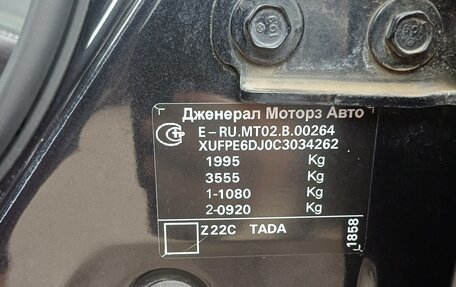 Дженерал Моторз Авто
E-RU.MT02.B.00264
XUFPE6DJ0C3034262
1995 Kg
3555 Kg
1-1080 Kg
2-0920 Kg
Z22C TADA
1858